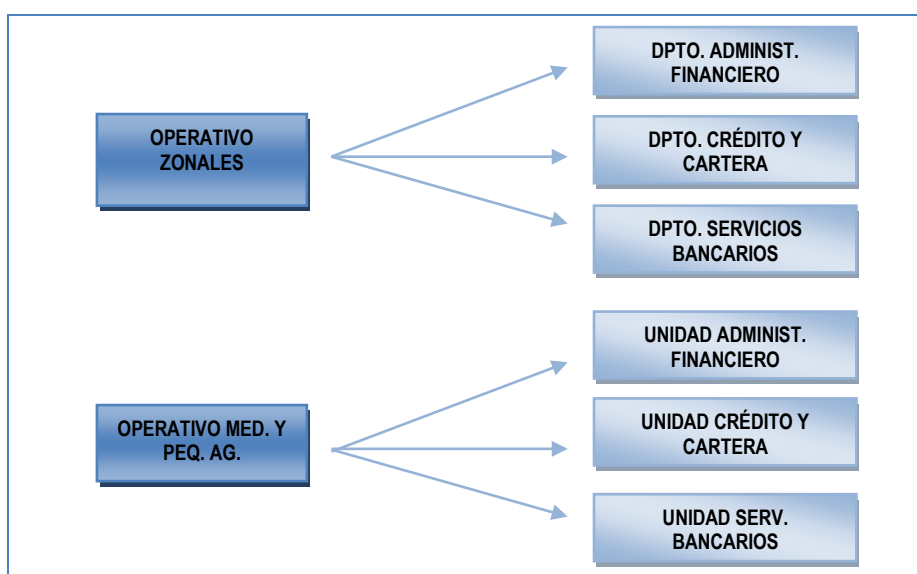 OPERATIVO
ZONALES
DPTO. ADMINIST.
FINANCIERO
DPTO. CRÉDITO Y
CARTERA
DPTO. SERVICIOS
BANCARIOS
OPERATIVO MED. Y
PEQ. AG.
UNIDAD ADMINIST.
FINANCIERO
UNIDAD CRÉDITO Y
CARTERA
UNIDAD SERV.
BANCARIOS